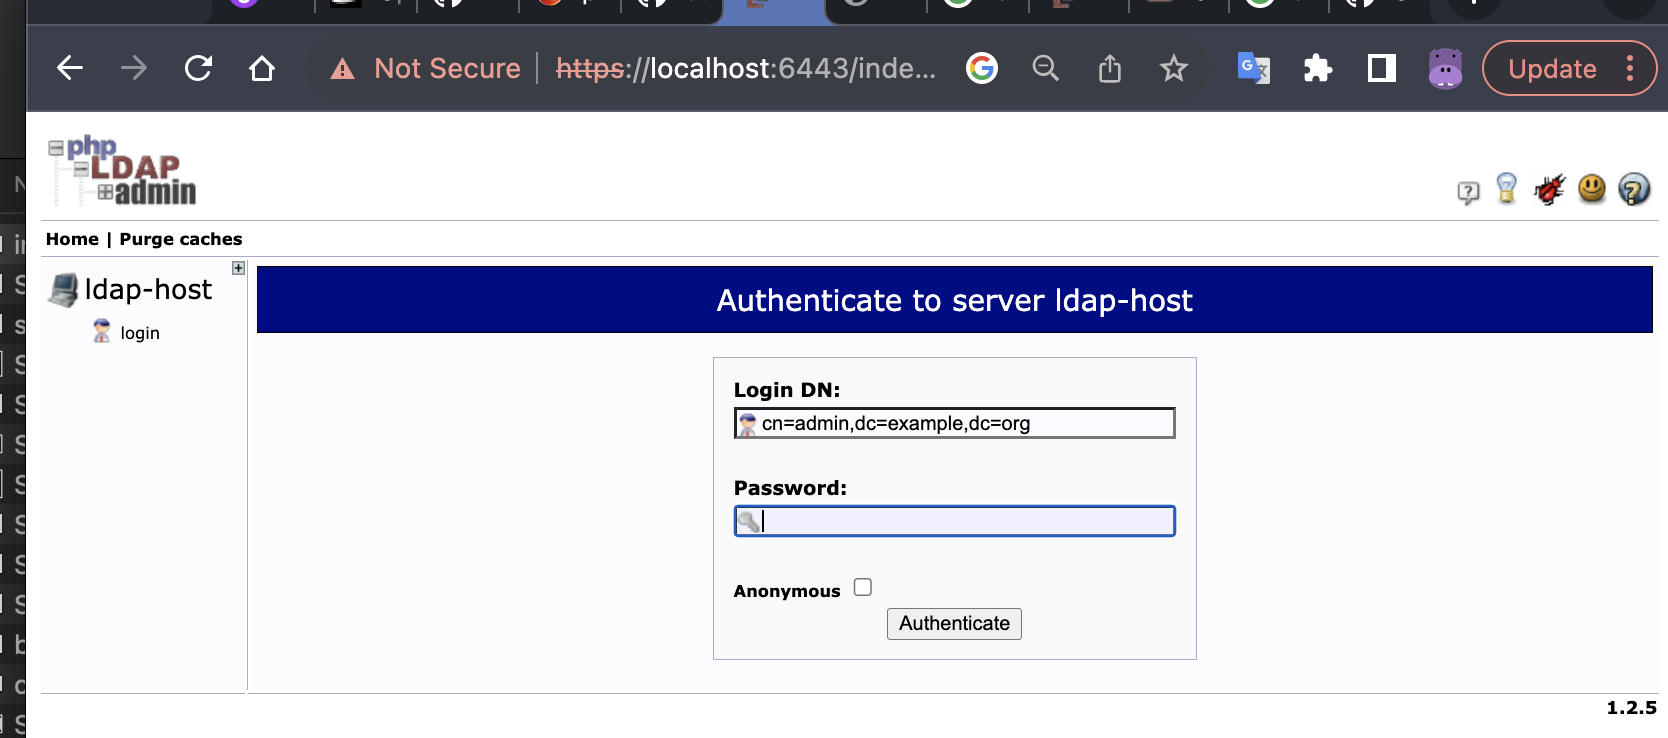 Not Secure
https://localhost:6443/inde...
Update
php
LDAP
admin
Home | Purge caches
ldap-host
login
Authenticate to server ldap-host
Login DN:
cn=admin,dc=example,dc=org
Password:
Anonymous
Authenticate
1.2.5